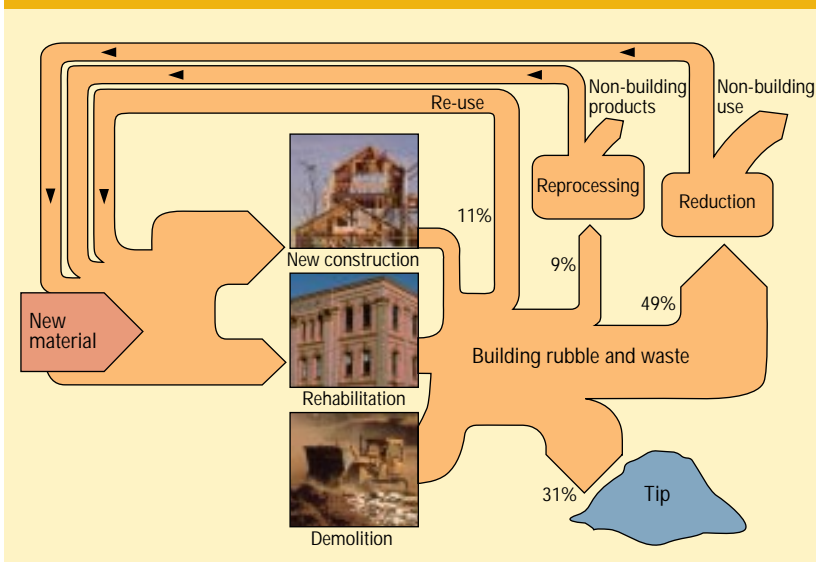 Non-building
products
Non-building
use
Re-use
Reprocessing
Reduction
11%
New construction
9%
49%
New
material
Building rubble and waste
Rehabilitation
31%
Tip
Demolition